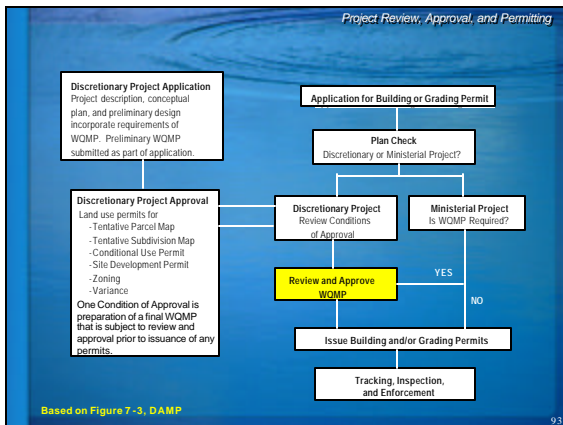 Project Review, Approval, and Permitting
Discretionary Project Application
Project description, conceptual
plan, and preliminary design
incorporate requirements of
WQMP. Preliminary WQMP
submitted as part of application.
Application for Building or Grading Permit
Plan Check
Discretionary or Ministerial Project?
Discretionary Project Approval
Land use permits for
-Tentative Parcel Map
-Tentative Subdivision Map
-Conditional Use Permit
-Site Development Permit
-Zoning
-Variance
One Condition of Approval is
preparation of a final WQMP
that is subject to review and
approval prior to issuance of any
permits.
Discretionary Project
Review Conditions
of Approval
Ministerial Project
Is WQMP Required?
Review and Approve
WQMP
YES
NO
Issue Building and/or Grading Permits
Tracking, Inspection,
and Enforcement
Based on Figure 7-3, DAMP
93